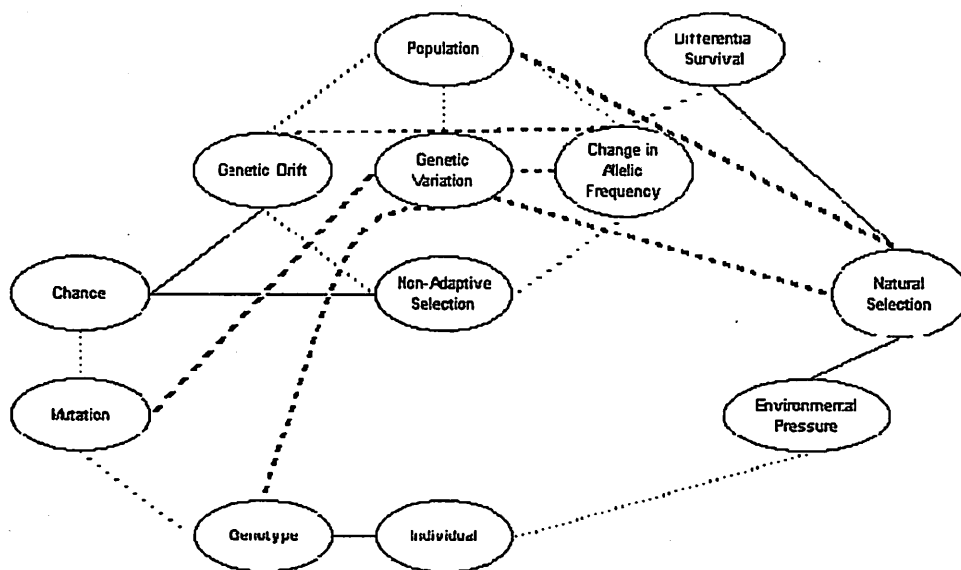 Population
Differentia
Survival
Genetic Drift
Genetic
Variation
Change in
Allelic
Frequency
Chance
Non-Adaptive
Selection
Natural
Selection
Mutation
Environmental
Pressure
Genotype
Individual